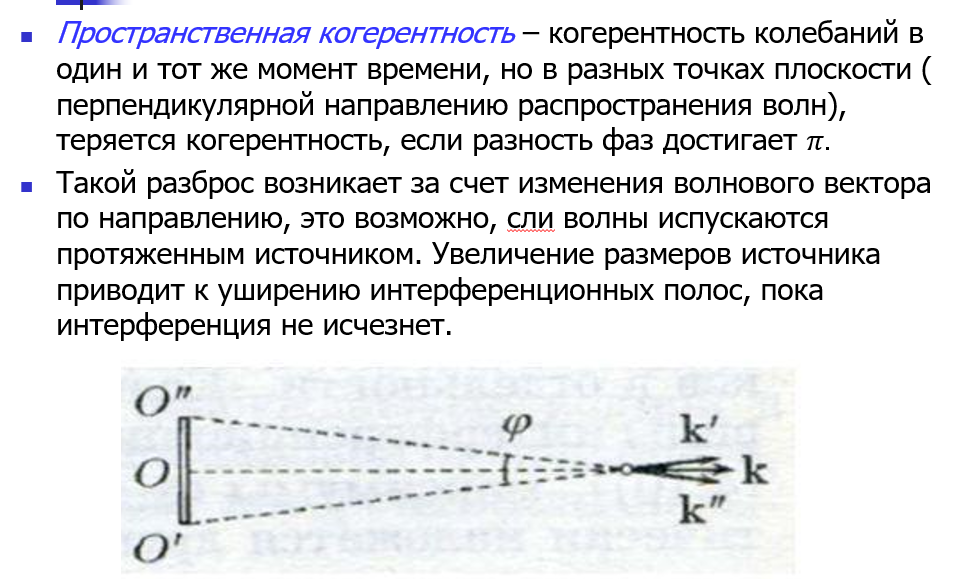 Пространственная когерентность – когерентность колебаний в
один и тот же момент времени, но в разных точках плоскости (
перпендикулярной направлению распространения волн),
теряется когерентность, если разность фаз достигает π.
Такой разброс возникает за счет изменения волнового вектора
по направлению, это возможно, сли волны испускаются
протяженным источником. Увеличение размеров источника
приводит к уширению интерференционных полос, пока
интерференция не исчезнет.
O″
φ
k′
O
k
k″
O′